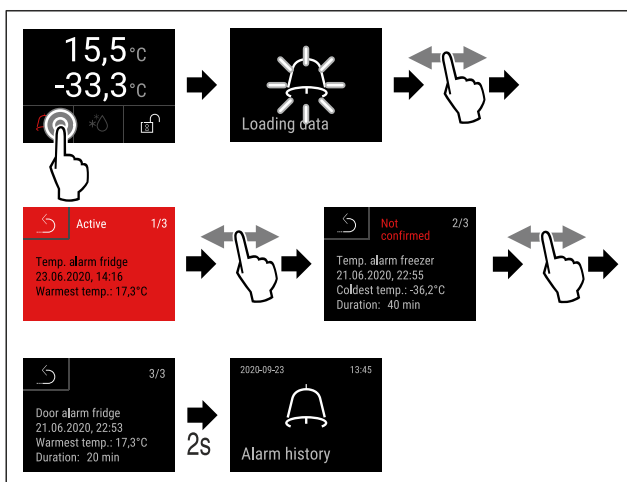 15,5°C
-33,3°C
Loading data
Active 1/3
Temp. alarm fridge
23.06.2020, 14:16
Warmest temp.: 17,3°C
Not confirmed 2/3
Temp. alarm freezer
21.06.2020, 22:55
Coldest temp.: -36,2°C
Duration: 40 min
3/3
Door alarm fridge
21.06.2020, 22:53
Warmest temp.: 17,3°C
Duration: 20 min
2s
2020-09-23 13:45
Alarm history